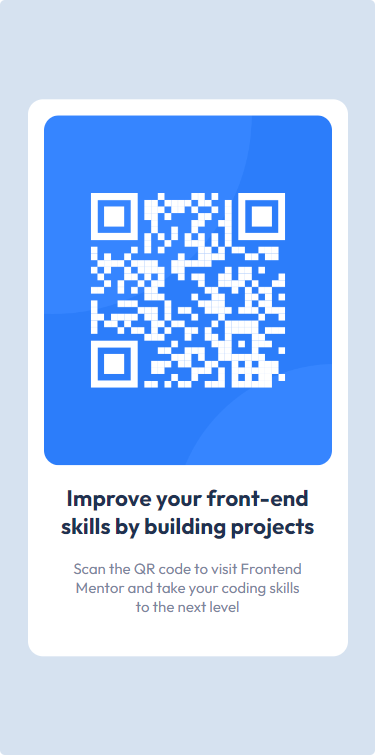 Improve your front-end
skills by building projects
Scan the QR code to visit Frontend
Mentor and take your coding skills
to the next level